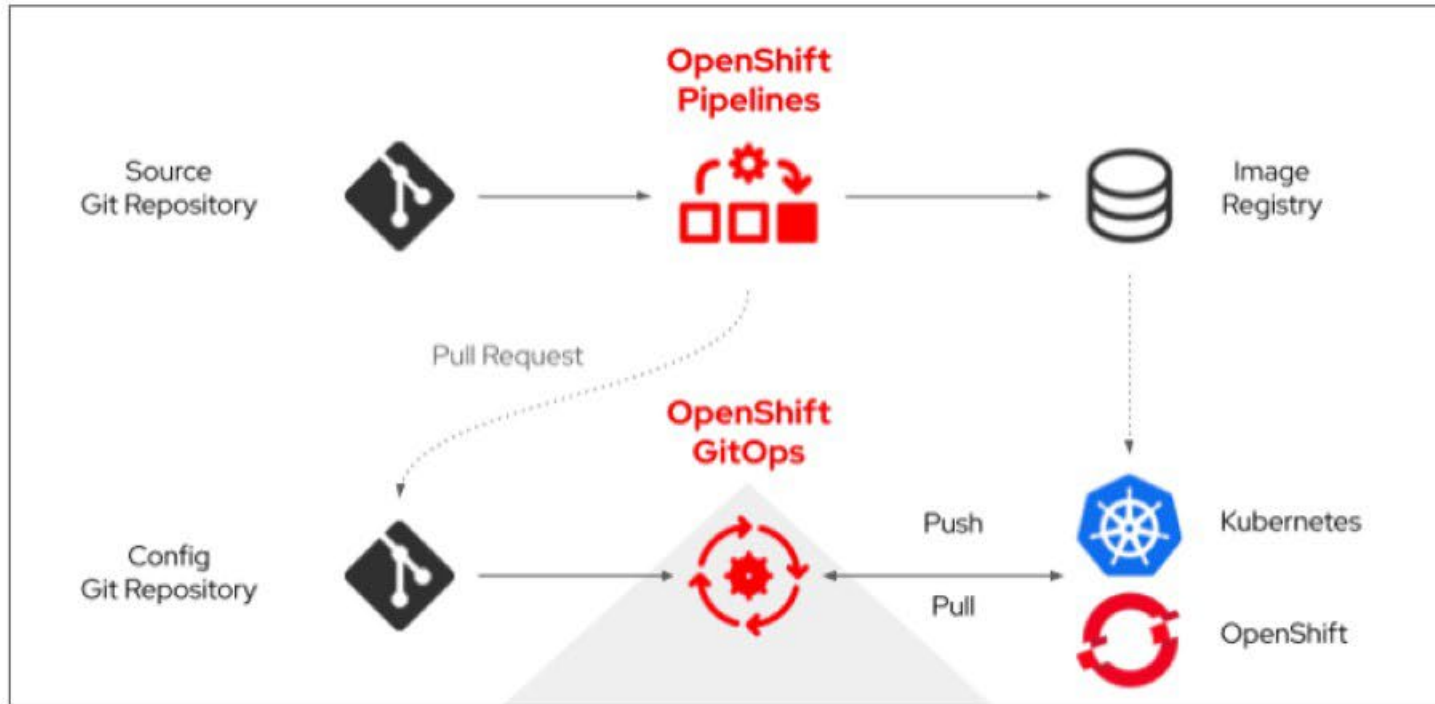 OpenShift
Pipelines
Source
Git Repository
Image
Registry
Pull Request
OpenShift
GitOps
Config
Git Repository
Push
Pull
Kubernetes
OpenShift